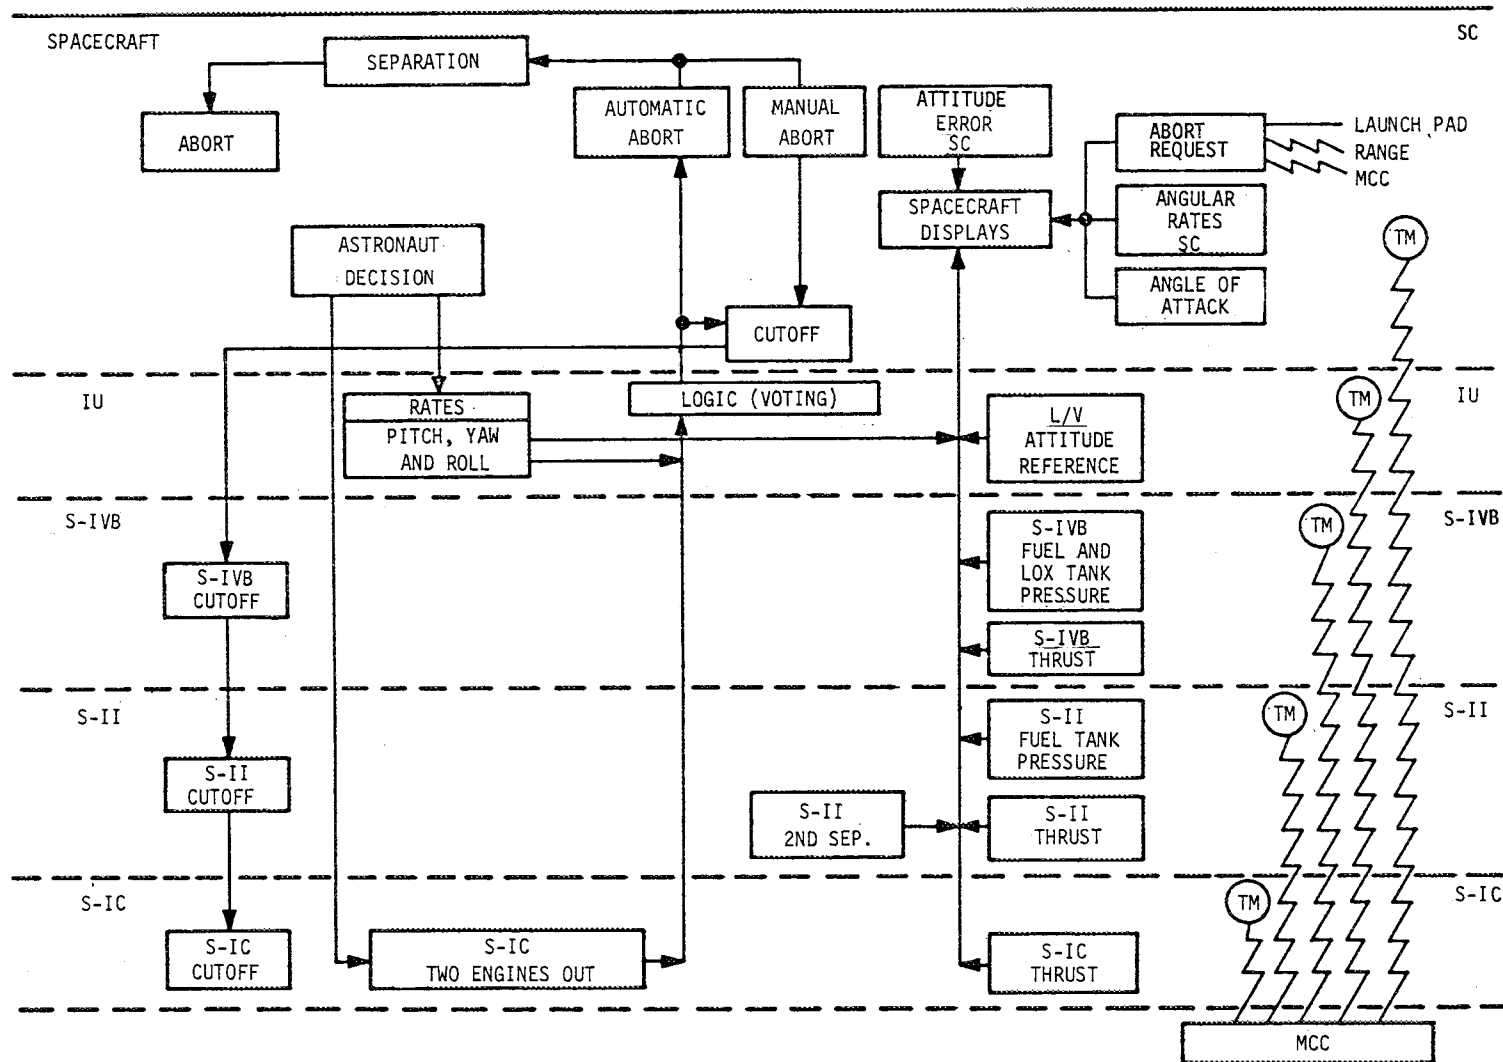 SPACECRAFT
SC
SEPARATION
ABORT
AUTOMATIC
ABORT
MANUAL
ABORT
ATTITUDE
ERROR
SC
ABORT
REQUEST
LAUNCH PAD
RANGE
MCC
SPACECRAFT
DISPLAYS
ANGULAR
RATES
SC
ANGLE OF
ATTACK
TM
ASTRONAUT
DECISION
CUTOFF
IU
IU
RATES
PITCH, YAW
AND ROLL
LOGIC (VOTING)
L/V
ATTITUDE
REFERENCE
TM
S-IVB
S-IVB
S-IVB
CUTOFF
S-IVB
FUEL AND
LOX TANK
PRESSURE
S-IVB
THRUST
TM
S-II
S-II
S-II
CUTOFF
S-II
FUEL TANK
PRESSURE
S-II
2ND SEP.
S-II
THRUST
TM
S-IC
S-IC
S-IC
CUTOFF
S-IC
TWO ENGINES OUT
S-IC
THRUST
TM
MCC